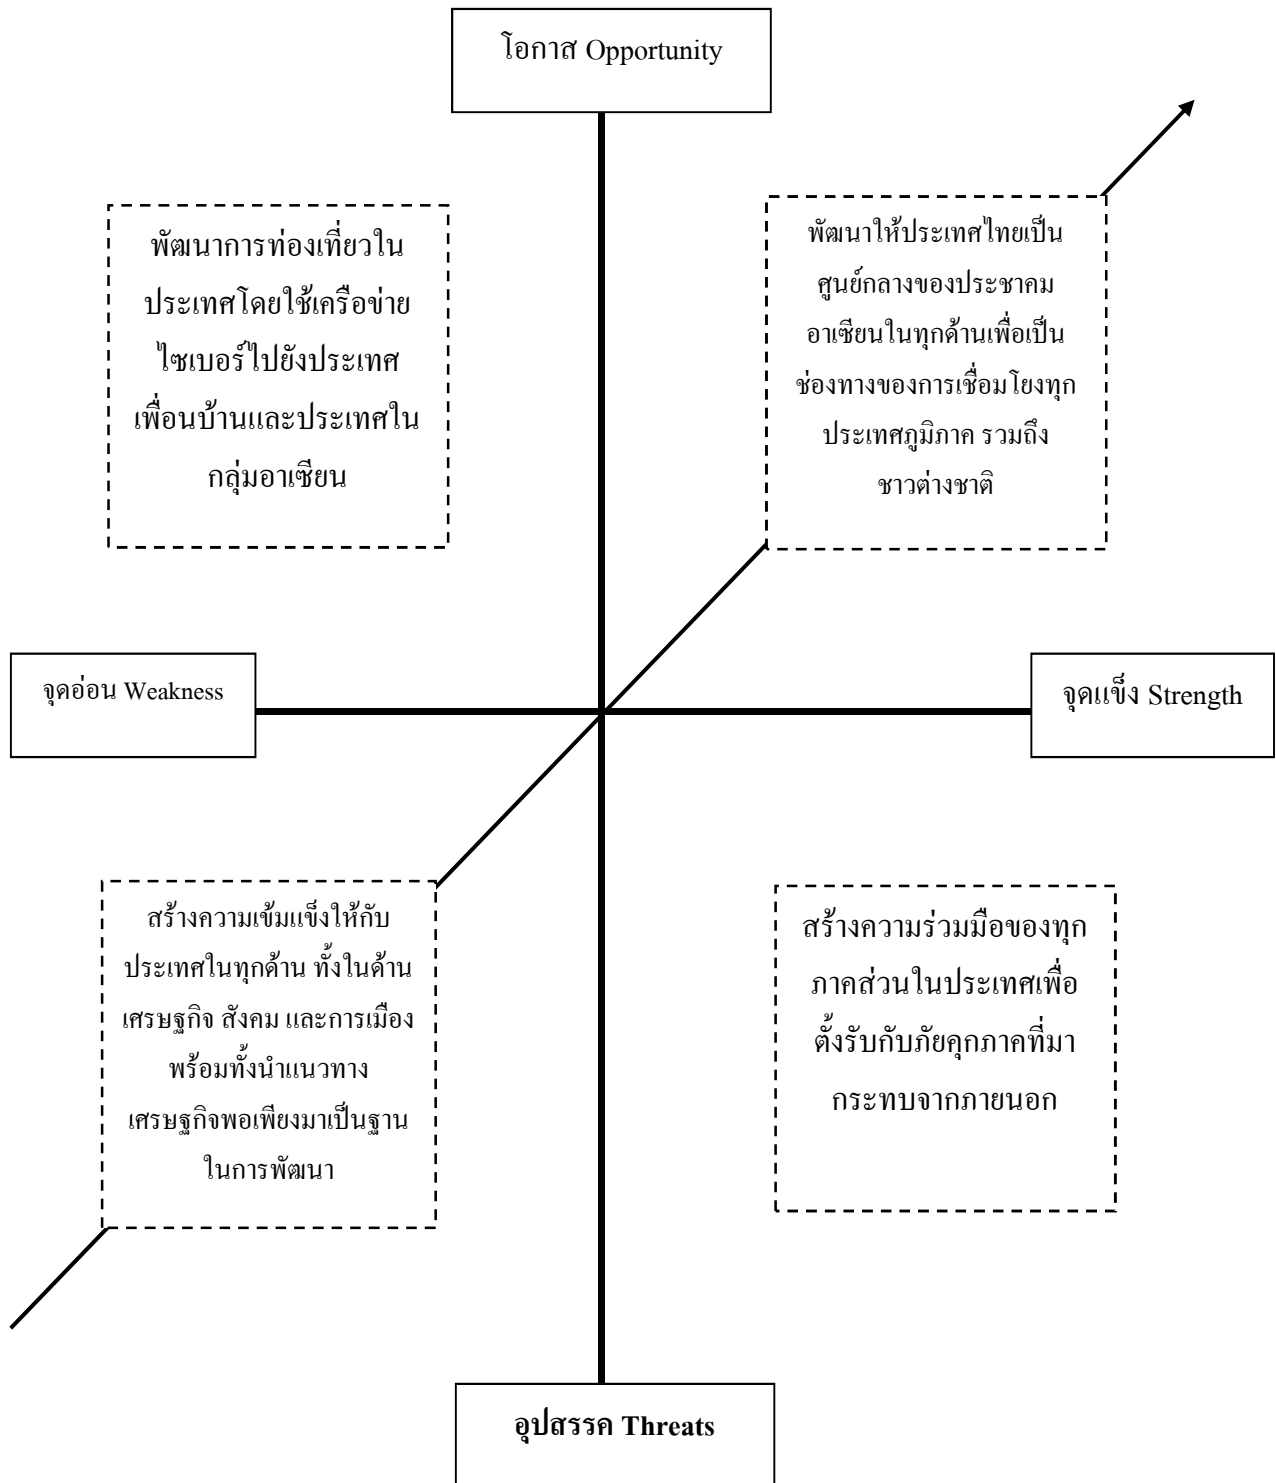 โอกาส Opportunity
พัฒนาการท่องเที่ยวใน
ประเทศโดยใช้เครือข่าย
ไซเบอร์ไปยังประเทศ
เพื่อนบ้านและประเทศใน
กลุ่มอาเซียน
พัฒนาให้ประเทศไทยเป็น
ศูนย์กลางของประชาคม
อาเซียนในทุกด้านเพื่อเป็น
ช่องทางของการเชื่อมโยงทุก
ประเทศภูมิภาค รวมถึง
ชาวต่างชาติ
จุดอ่อน Weakness
จุดแข็ง Strength
สร้างความเข้มแข็งให้กับ
ประเทศในทุกด้าน ทั้งในด้าน
เศรษฐกิจ สังคม และการเมือง
พร้อมทั้งนำแนวทาง
เศรษฐกิจพอเพียงมาเป็นฐาน
ในการพัฒนา
สร้างความร่วมมือของทุก
ภาคส่วนในประเทศเพื่อ
ตั้งรับกับภัยคุกภาคที่มา
กระทบจากภายนอก
อุปสรรค Threats